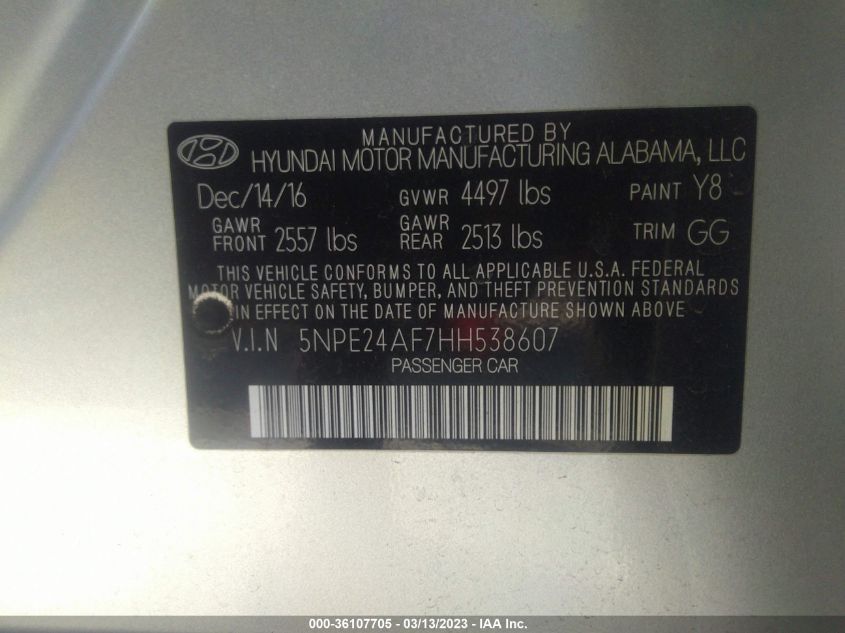 MANUFACTURED BY
HYUNDAI MOTOR MANUFACTURING ALABAMA, LLC
Dec/14/16 GVWR 4497 lbs PAINT Y8
GAWR FRONT 2557 lbs GAWR REAR 2513 lbs TRIM GG
THIS VEHICLE CONFORMS TO ALL APPLICABLE U.S.A. FEDERAL
MOTOR VEHICLE SAFETY, BUMPER, AND THEFT PREVENTION STANDARDS
IN EFFECT ON THE DATE OF MANUFACTURE SHOWN ABOVE
V.I.N 5NPE24AF7HH538607
PASSENGER CAR
000-36107705 - 03/13/2023 - IAA Inc.